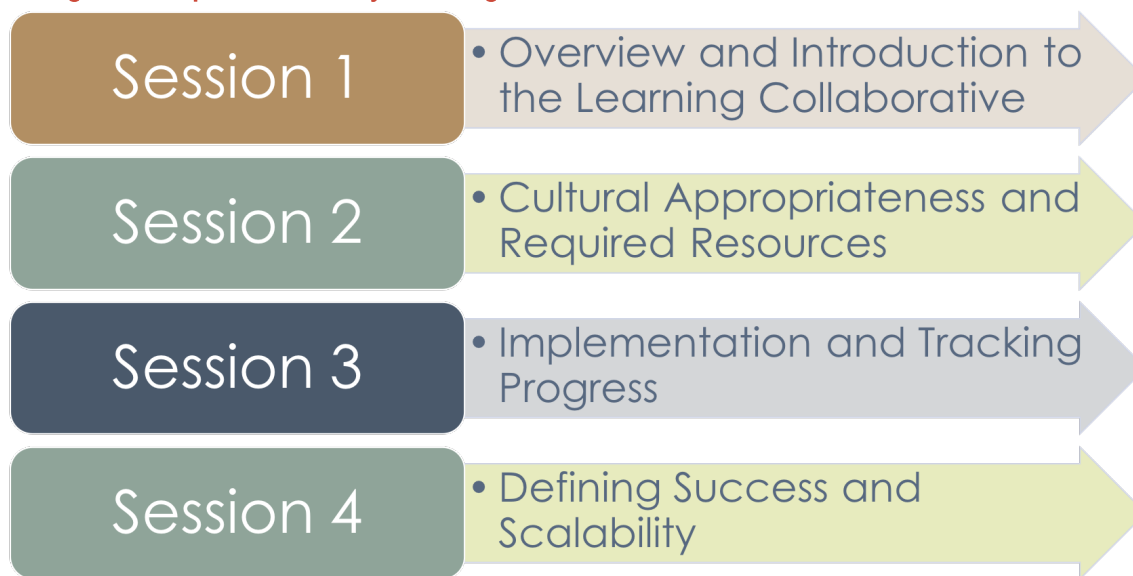 Session 1
• Overview and Introduction to
the Learning Collaborative
Session 2
• Cultural Appropriateness and
Required Resources
Session 3
• Implementation and Tracking
Progress
Session 4
• Defining Success and
Scalability